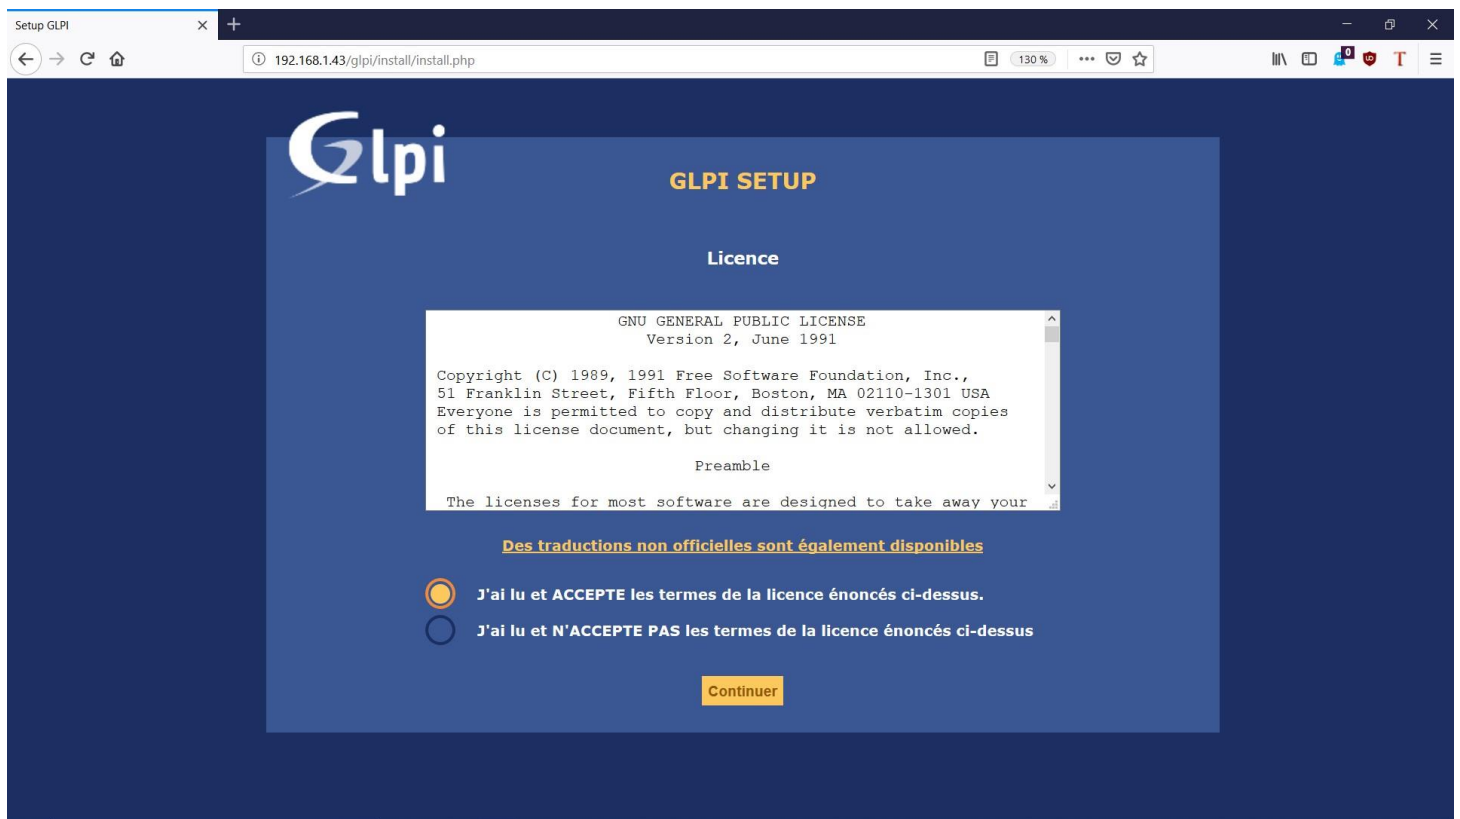 Setup GLPI
192.168.1.43/glpi/install/install.php
130 %
0
T
Glpi
GLPI SETUP
Licence
GNU GENERAL PUBLIC LICENSE
Version 2, June 1991
Copyright (C) 1989, 1991 Free Software Foundation, Inc.,
51 Franklin Street, Fifth Floor, Boston, MA 02110-1301 USA
Everyone is permitted to copy and distribute verbatim copies
of this license document, but changing it is not allowed.
Preamble
The licenses for most software are designed to take away your
Des traductions non officielles sont également disponibles
J'ai lu et ACCEPTE les termes de la licence énoncés ci-dessus.
J'ai lu et N'ACCEPTE PAS les termes de la licence énoncés ci-dessus
Continuer